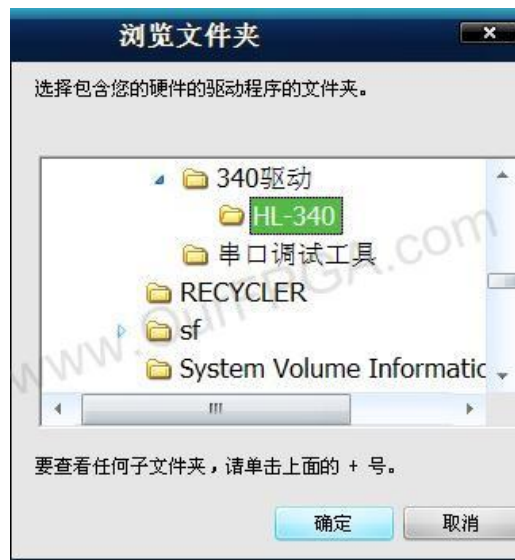 浏览文件夹
选择包含您的硬件的驱动程序的文件夹。
340驱动
HL-340
串口调试工具
RECYCLER
sf
System Volume Informatic
要查看任何子文件夹，请单击上面的 + 号。
确定
取消
www.OurFPGA.com